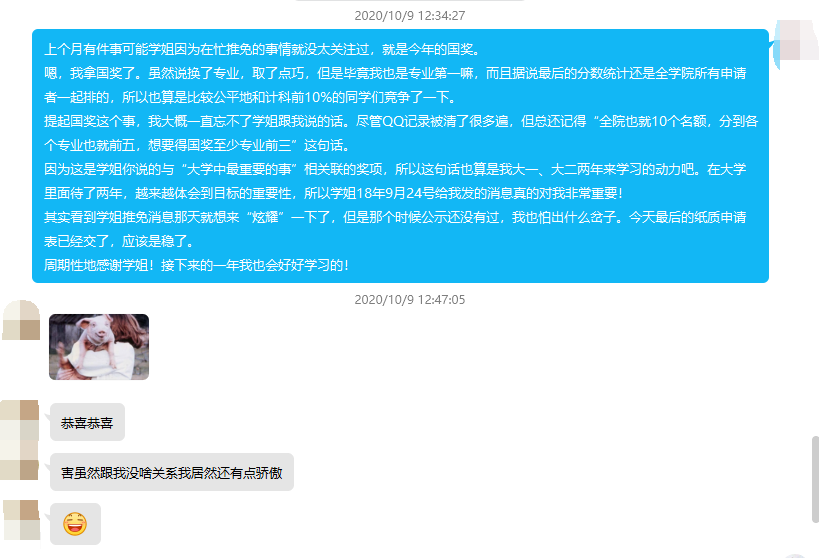 2020/10/9 12:34:27
上个月有件事可能学姐因为在忙推免的事情就没太关注过，就是今年的国奖。
嗯，我拿国奖了。虽然说换了专业，取了点巧，但是毕竟我也是专业第一嘛，而且据说最后的分数统计还是全学院所有申请
者一起排的，所以也算是比较公平地和计科前10%的同学们竞争了一下。
提起国奖这个事，我大概一直忘不了学姐跟我说的话。尽管QQ记录被清了很多遍，但总还记得“全院也就10个名额，分到各
个专业也就前五，想要得国奖至少专业前三”这句话。
因为这是学姐你说的与“大学中最重要的事”相关联的奖项，所以这句话也算是我大一、大二两年来学习的动力吧。在大学
里面待了两年，越来越体会到目标的重要性，所以学姐18年9月24号给我发的消息真的对我非常重要！
其实看到学姐推免消息那天就想来“炫耀”一下了，但是那个时候公示还没有过，我也怕出什么岔子。今天最后的纸质申请
表已经交了，应该是稳了。
周期性地感谢学姐！接下来的一年我也会好好学习的！
2020/10/9 12:47:05
恭喜恭喜
害虽然跟我没啥关系我居然还有点骄傲